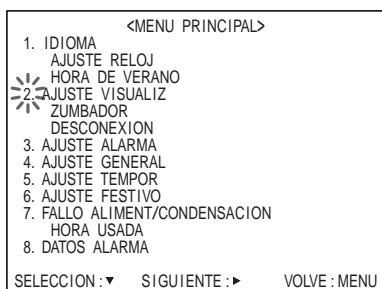 <MENU PRINCIPAL>
1. IDIOMA
AJUSTE RELOJ
HORA DE VERANO
2. AJUSTE VISUALIZ
ZUMBADOR
DESCONEXION
3. AJUSTE ALARMA
4. AJUSTE GENERAL
5. AJUSTE TEMPOR
6. AJUSTE FESTIVO
7. FALLO ALIMENT/CONDENSACION
HORA USADA
8. DATOS ALARMA
SELECCION : ▼ SIGUIENTE : ► VOLVE : MENU